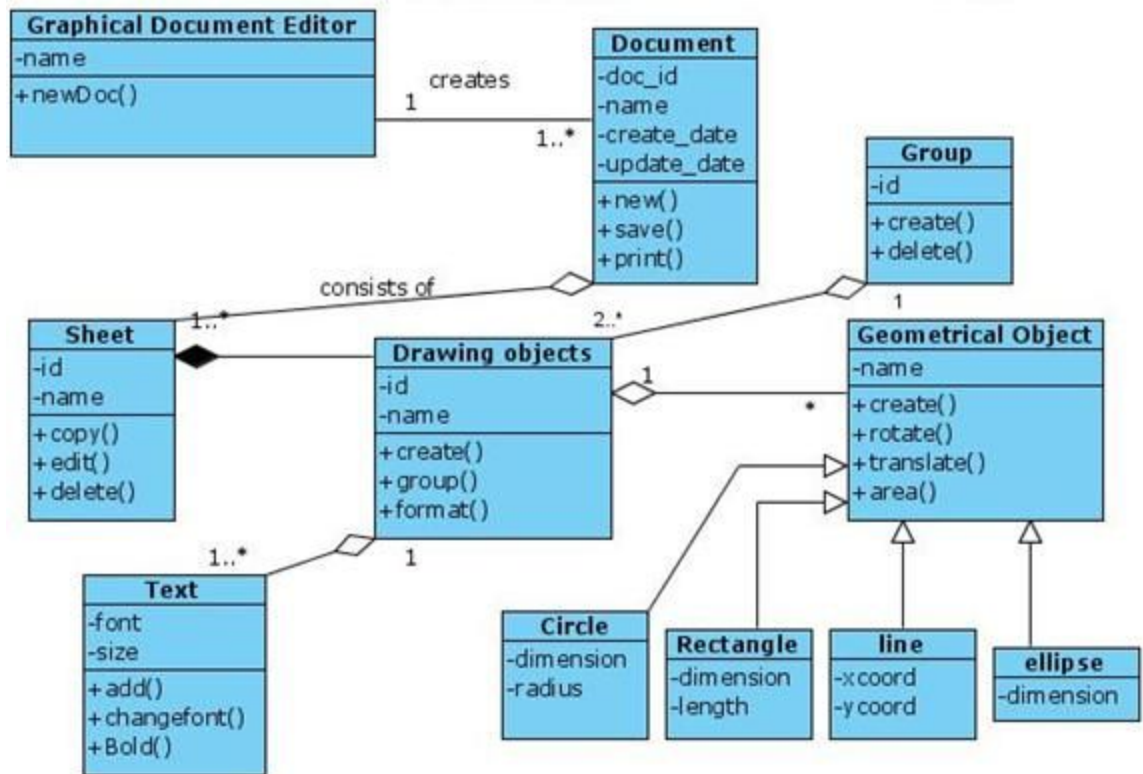 Graphical Document Editor
-name
+newDoc()
creates
1
1..*
Document
-doc_id
-name
-create_date
-update_date
+new()
+save()
+print()
Group
-id
+create()
+delete()
consists of
1..*
2..*
1
Sheet
-id
-name
+copy()
+edit()
+delete()
Drawing objects
-id
-name
+create()
+group()
+format()
1
*
Geometrical Object
-name
+create()
+rotate()
+translate()
+area()
1..*
1
Text
-font
-size
+add()
+changefont()
+Bold()
Circle
-dimension
-radius
Rectangle
-dimension
-length
line
-xcoord
-ycoord
ellipse
-dimension